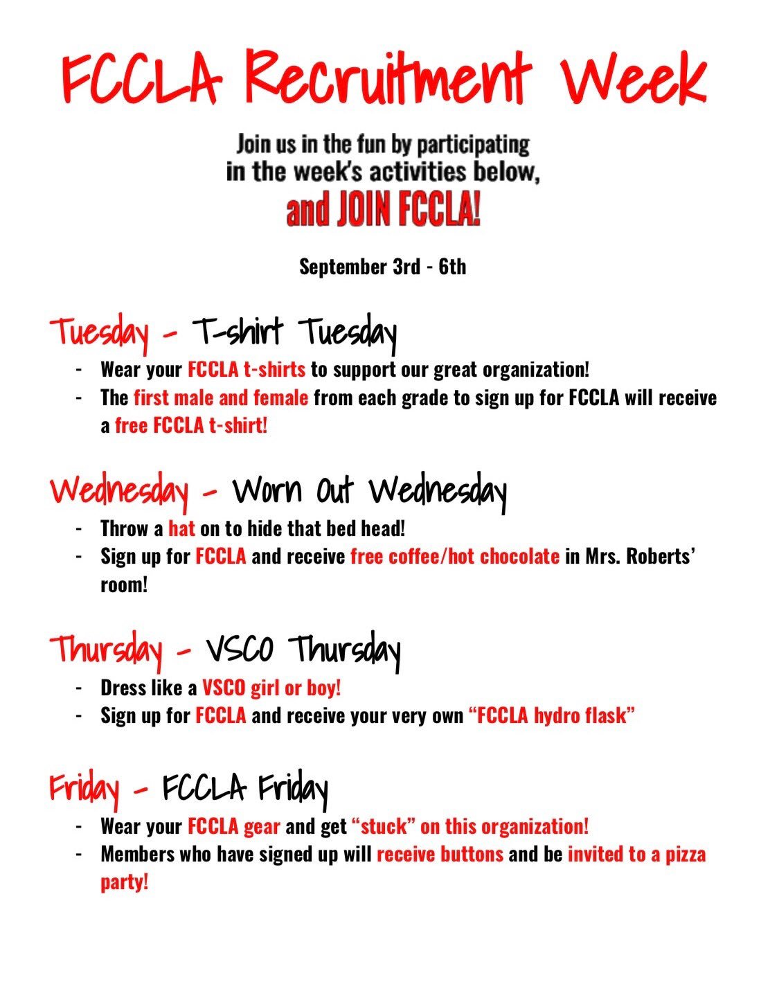 FCCLA Recruitment Week
Join us in the fun by participating
in the week's activities below,
and JOIN FCCLA!
September 3rd - 6th
Tuesday - T-shirt Tuesday
- Wear your FCCLA t-shirts to support our great organization!
- The first male and female from each grade to sign up for FCCLA will receive
a free FCCLA t-shirt!
Wednesday - Worn Out Wednesday
- Throw a hat on to hide that bed head!
- Sign up for FCCLA and receive free coffee/hot chocolate in Mrs. Roberts’
room!
Thursday - VSCO Thursday
- Dress like a VSCO girl or boy!
- Sign up for FCCLA and receive your very own “FCCLA hydro flask”
Friday - FCCLA Friday
- Wear your FCCLA gear and get “stuck” on this organization!
- Members who have signed up will receive buttons and be invited to a pizza
party!